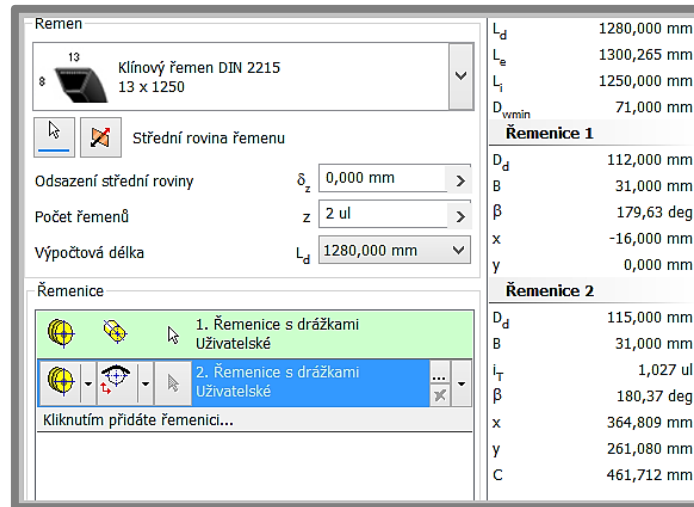 Řemen
13
8
Klínový řemen DIN 2215
13 x 1250
Střední rovina řemenu
Odsazení střední roviny δz 0,000 mm
Počet řemenů z 2 ul
Výpočtová délka Ld 1280,000 mm
Řemenice
1. Řemenice s drážkami
Uživatelské
2. Řemenice s drážkami
Uživatelské
...
Kliknutím přidáte řemenici...
Ld 1280,000 mm
Le 1300,265 mm
Li 1250,000 mm
Dwmin 71,000 mm
Řemenice 1
Dd 112,000 mm
B 31,000 mm
β 179,63 deg
x -16,000 mm
y 0,000 mm
Řemenice 2
Dd 115,000 mm
B 31,000 mm
iT 1,027 ul
β 180,37 deg
x 364,809 mm
y 261,080 mm
C 461,712 mm